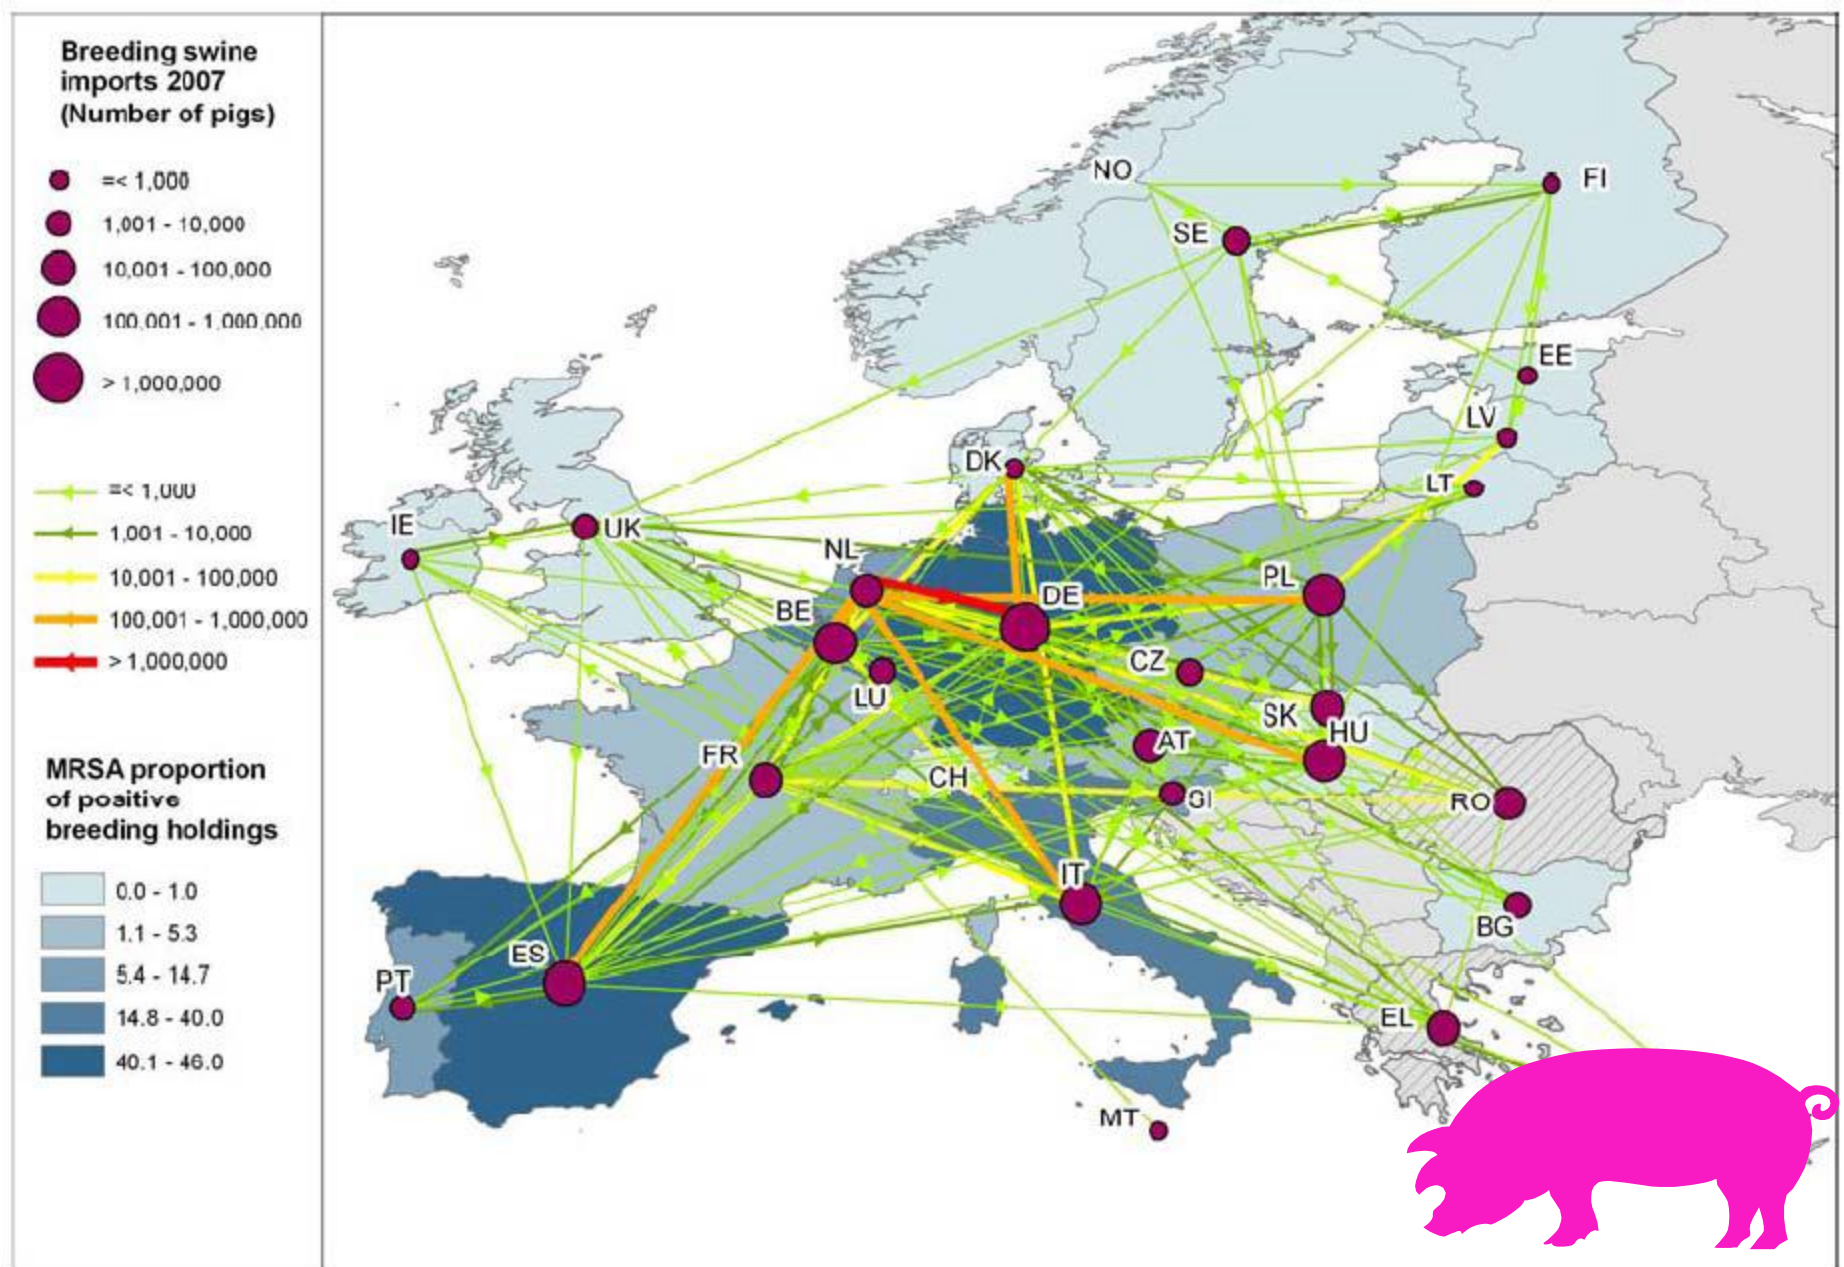 Breeding swine
imports 2007
(Number of pigs)
=< 1,000
1,001 - 10,000
10,001 - 100,000
100,001 - 1,000,000
> 1,000,000
=< 1,000
1,001 - 10,000
10,001 - 100,000
100,001 - 1,000,000
> 1,000,000
MRSA proportion
of positive
breeding holdings
0.0 - 1.0
1.1 - 5.3
5.4 - 14.7
14.8 - 40.0
40.1 - 46.0
NO
FI
SE
EE
LV
DK
LT
IE
UK
NL
PL
DE
BE
CZ
LU
SK
HU
AT
FR
CH
GI
RO
IT
BG
ES
PT
EL
MT